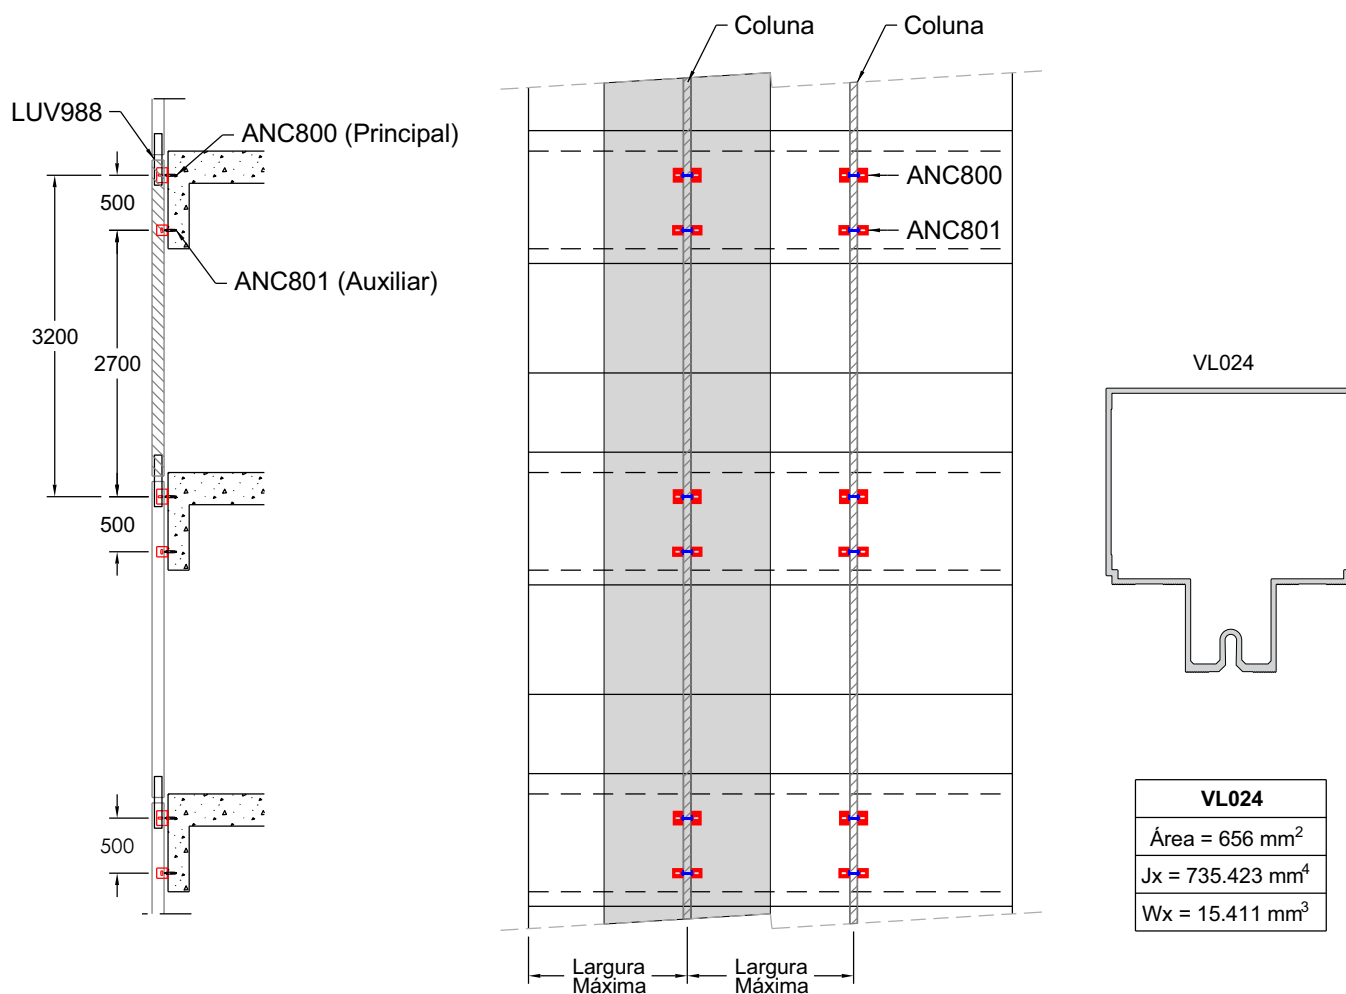 Coluna
Coluna
LUV988
ANC800 (Principal)
500
ANC801 (Auxiliar)
3200
2700
500
500
ANC800
ANC801
Largura
Máxima
Largura
Máxima
VL024
VL024
Área = 656 mm²
Jx = 735.423 mm⁴
Wx = 15.411 mm³